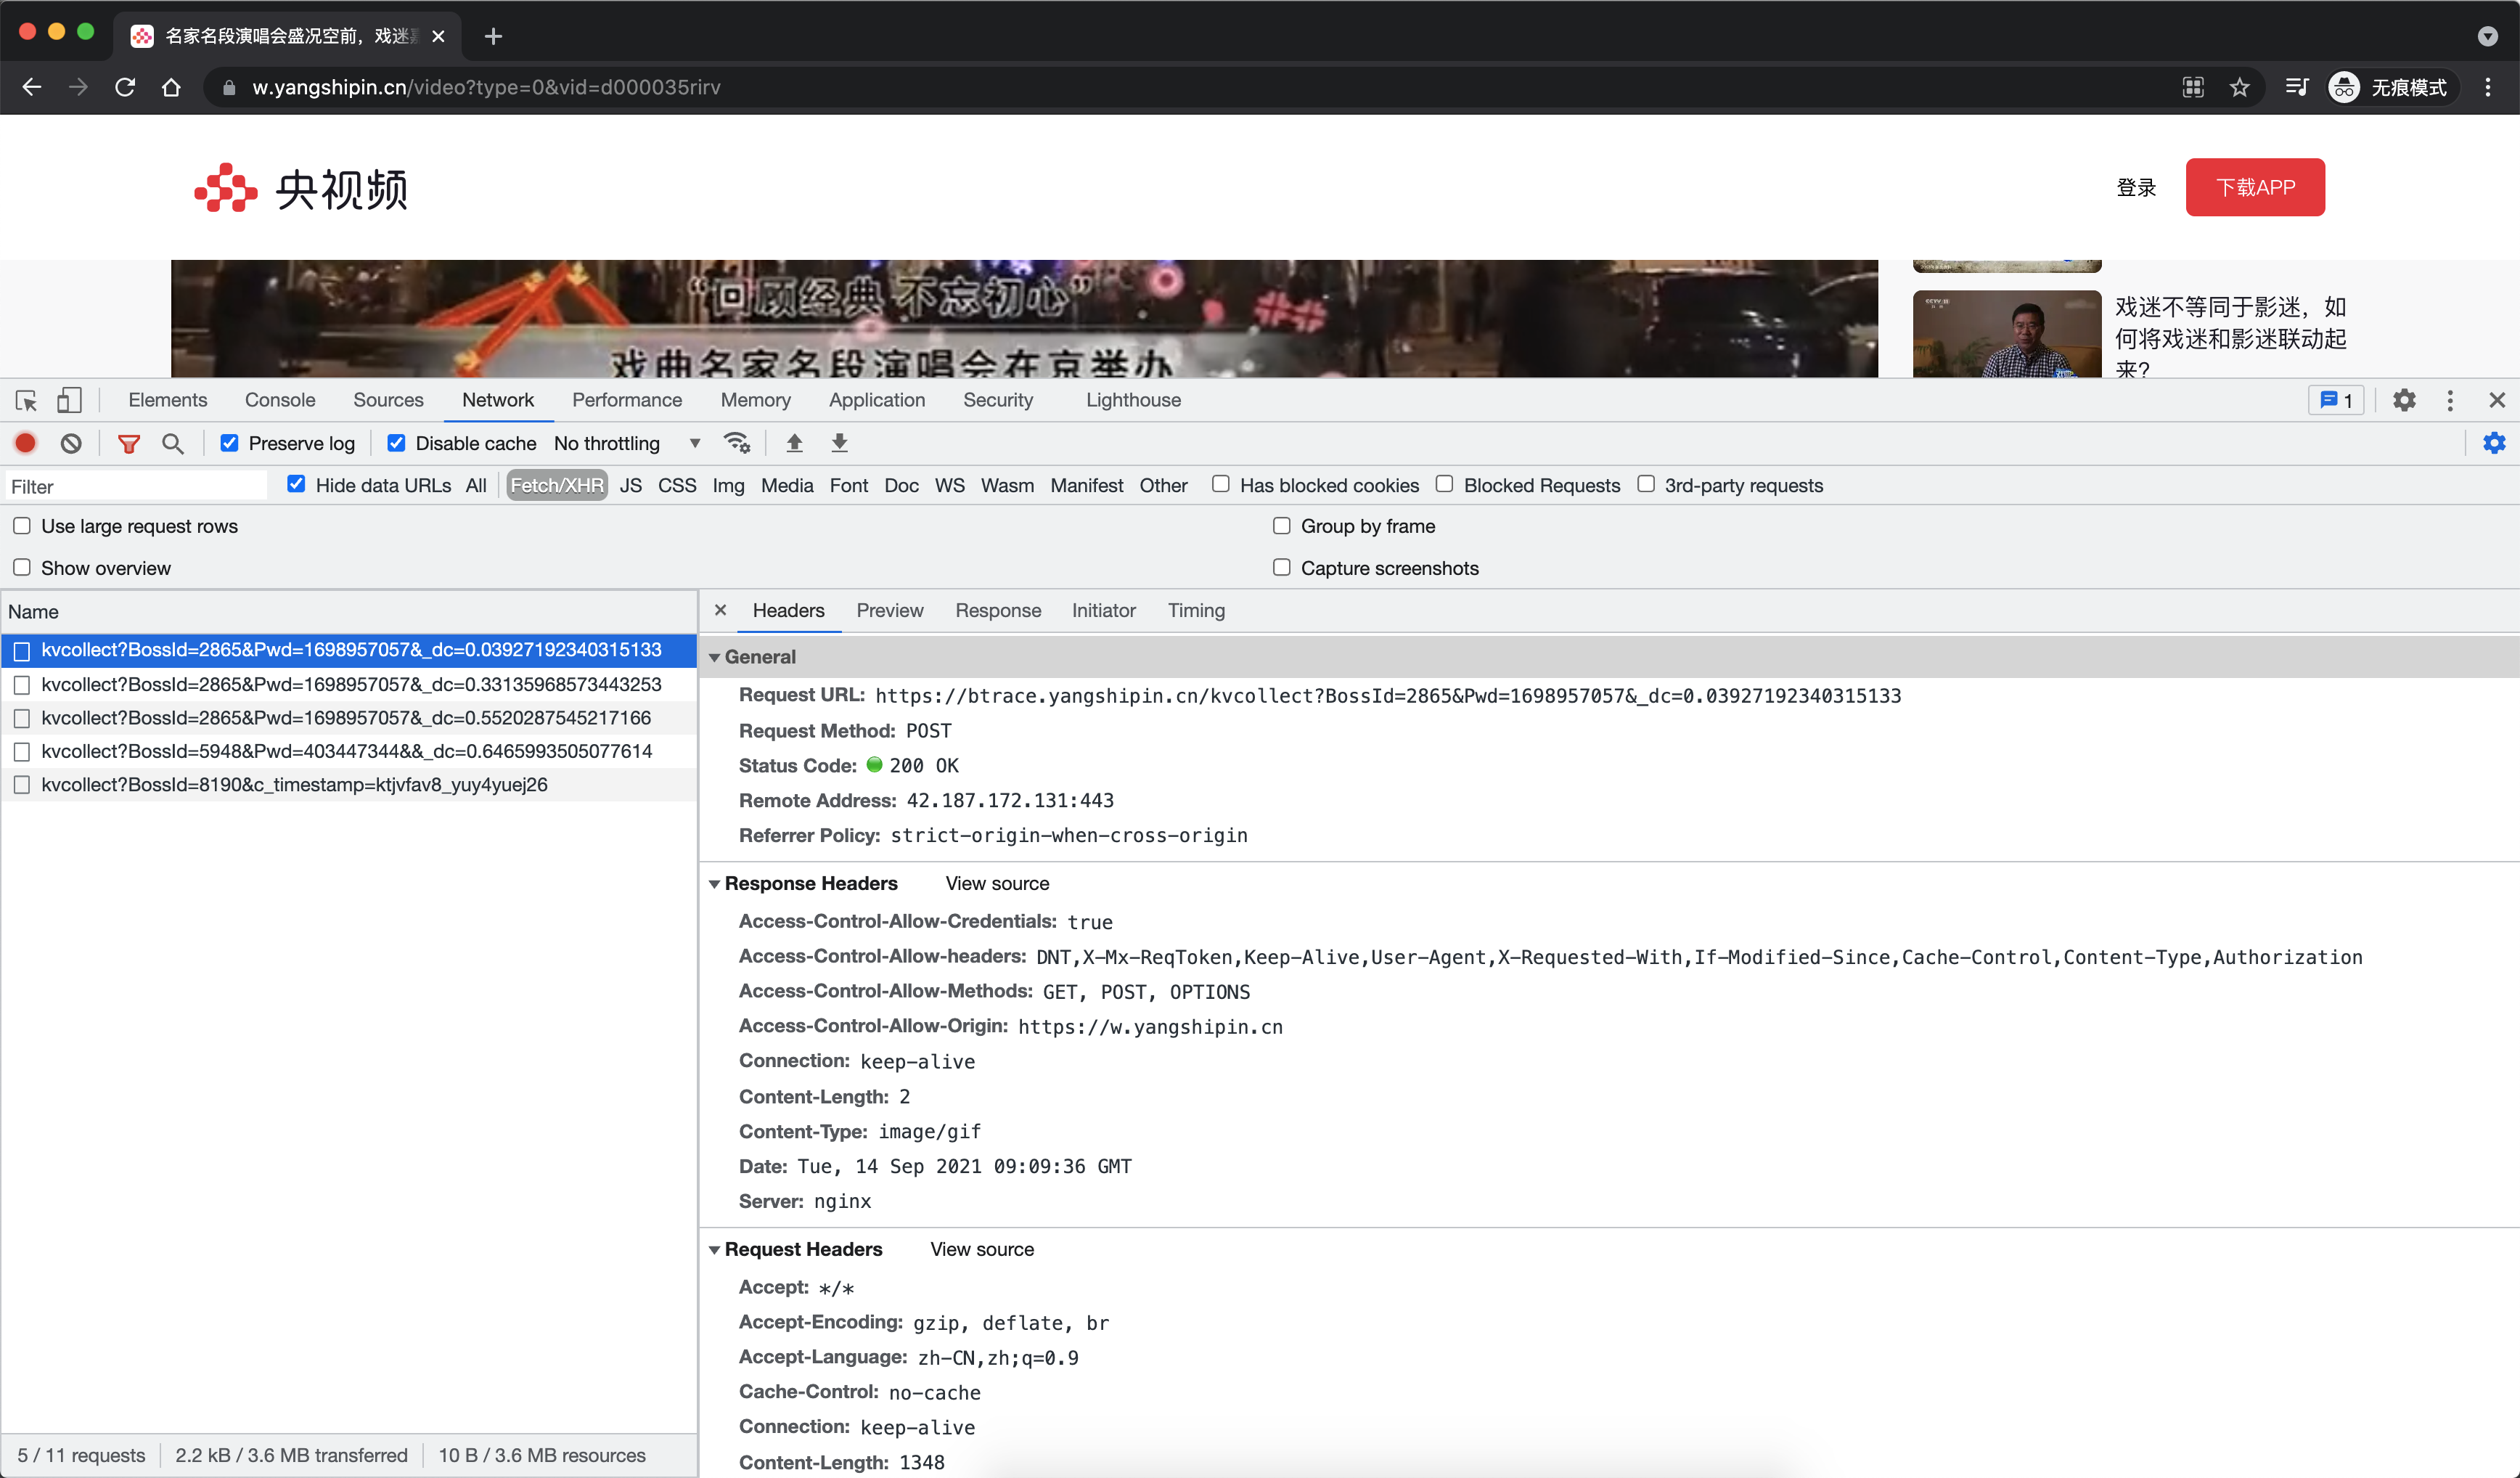 名家名段演唱会盛况空前，戏迷
w.yangshipin.cn/video?type=0&vid=d000035rirv
无痕模式
央视频
登录
下载APP
“回顾经典 不忘初心”
戏曲名家名段演唱会在京举办
戏迷不等同于影迷，如
何将戏迷和影迷联动起
来？
Elements Console Sources Network Performance Memory Application Security Lighthouse 1
Preserve log Disable cache No throttling
Filter Hide data URLs All Fetch/XHR JS CSS Img Media Font Doc WS Wasm Manifest Other Has blocked cookies Blocked Requests 3rd-party requests
Use large request rows Group by frame
Show overview Capture screenshots
Name
kvcollect?BossId=2865&Pwd=1698957057&_dc=0.03927192340315133
kvcollect?BossId=2865&Pwd=1698957057&_dc=0.33135968573443253
kvcollect?BossId=2865&Pwd=1698957057&_dc=0.5520287545217166
kvcollect?BossId=5948&Pwd=403447344&&_dc=0.6465993505077614
kvcollect?BossId=8190&c_timestamp=ktjvfav8_yuy4yuej26
5 / 11 requests 2.2 kB / 3.6 MB transferred 10 B / 3.6 MB resources
Headers Preview Response Initiator Timing
General
Request URL: https://btrace.yangshipin.cn/kvcollect?BossId=2865&Pwd=1698957057&_dc=0.03927192340315133
Request Method: POST
Status Code: 200 OK
Remote Address: 42.187.172.131:443
Referrer Policy: strict-origin-when-cross-origin
Response Headers View source
Access-Control-Allow-Credentials: true
Access-Control-Allow-headers: DNT,X-Mx-ReqToken,Keep-Alive,User-Agent,X-Requested-With,If-Modified-Since,Cache-Control,Content-Type,Authorization
Access-Control-Allow-Methods: GET, POST, OPTIONS
Access-Control-Allow-Origin: https://w.yangshipin.cn
Connection: keep-alive
Content-Length: 2
Content-Type: image/gif
Date: Tue, 14 Sep 2021 09:09:36 GMT
Server: nginx
Request Headers View source
Accept: */*
Accept-Encoding: gzip, deflate, br
Accept-Language: zh-CN,zh;q=0.9
Cache-Control: no-cache
Connection: keep-alive
Content-Length: 1348